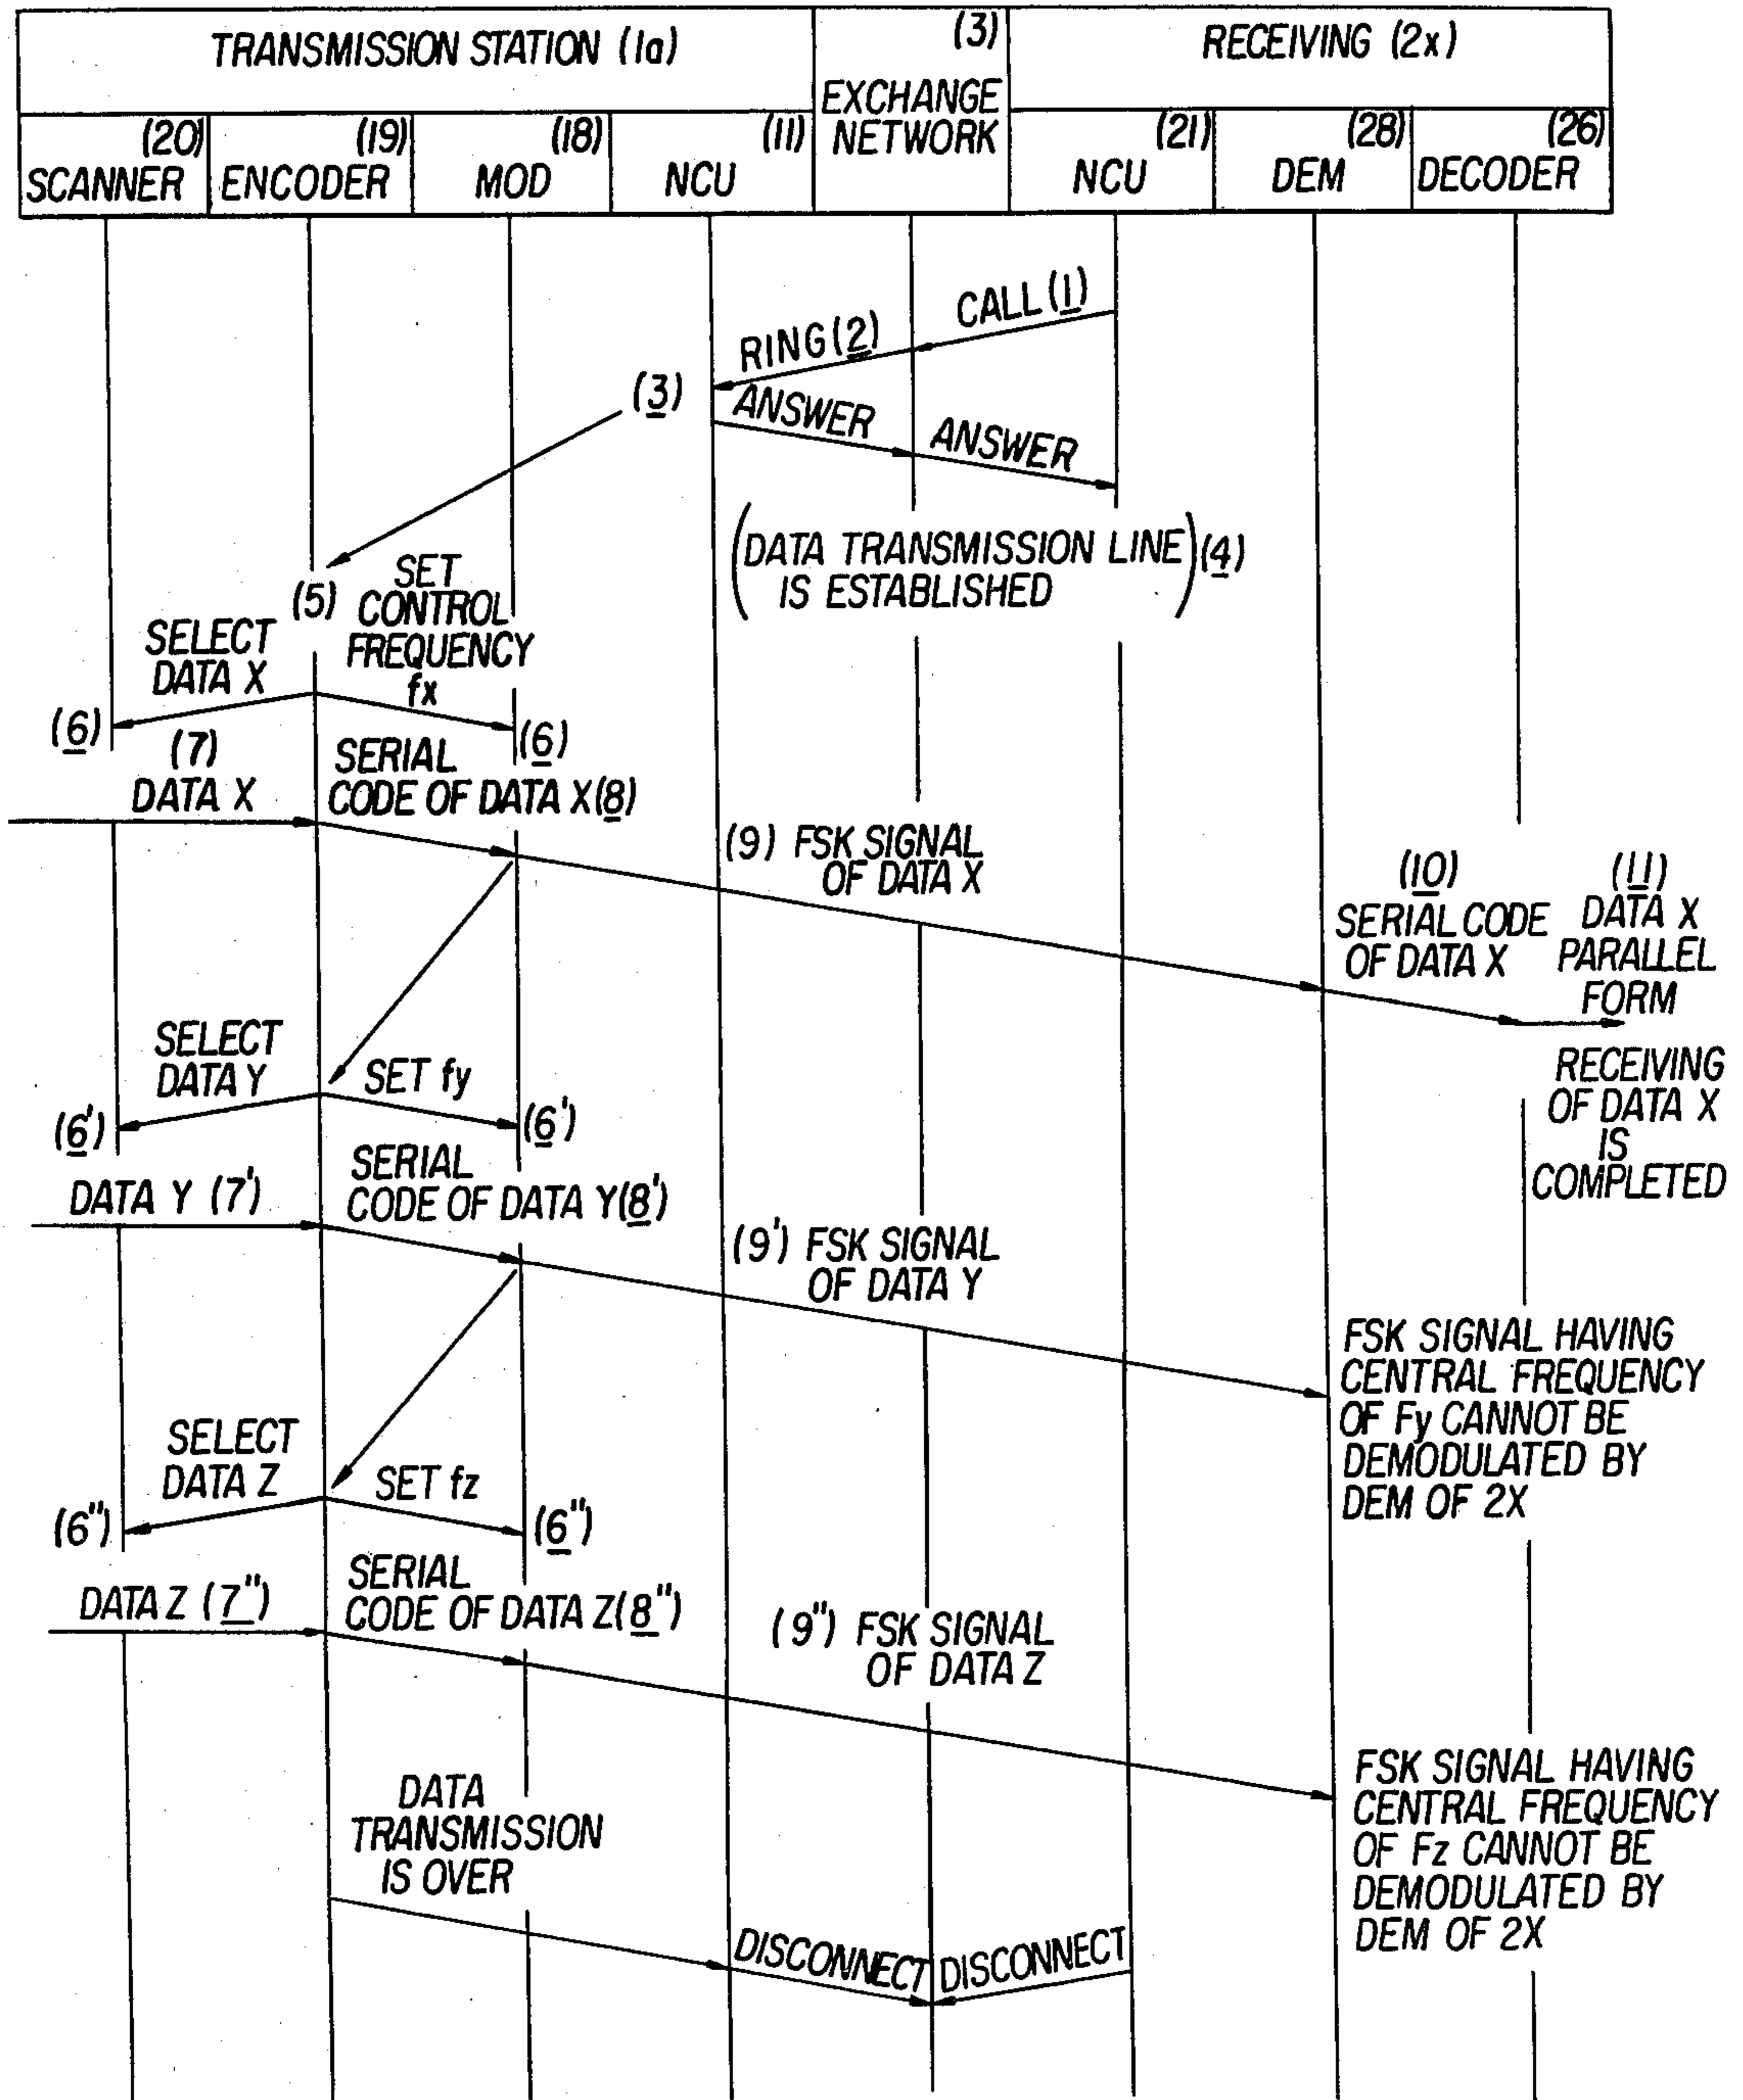 TRANSMISSION STATION (1a)
(3)
EXCHANGE
NETWORK
RECEIVING (2x)
(20)
SCANNER
(19)
ENCODER
(18)
MOD
(11)
NCU
(21)
NCU
(28)
DEM
(26)
DECODER
CALL (1)
RING (2)
(3)
ANSWER
ANSWER
(DATA TRANSMISSION LINE
IS ESTABLISHED) (4)
(5)
SET
CONTROL
FREQUENCY
fx
SELECT
DATA X
(6)
(6)
(7)
DATA X
SERIAL
CODE OF DATA X(8)
(9) FSK SIGNAL
OF DATA X
(10)
SERIAL CODE
OF DATA X
(11)
DATA X
PARALLEL
FORM
RECEIVING
OF DATA X
IS
COMPLETED
SELECT
DATA Y
SET fy
(6')
(6')
DATA Y (7')
SERIAL
CODE OF DATA Y(8')
(9') FSK SIGNAL
OF DATA Y
FSK SIGNAL HAVING
CENTRAL FREQUENCY
OF Fy CANNOT BE
DEMODULATED BY
DEM OF 2X
SELECT
DATA Z
SET fz
(6")
(6")
DATA Z (7")
SERIAL
CODE OF DATA Z(8")
(9") FSK SIGNAL
OF DATA Z
FSK SIGNAL HAVING
CENTRAL FREQUENCY
OF Fz CANNOT BE
DEMODULATED BY
DEM OF 2X
DATA
TRANSMISSION
IS OVER
DISCONNECT
DISCONNECT